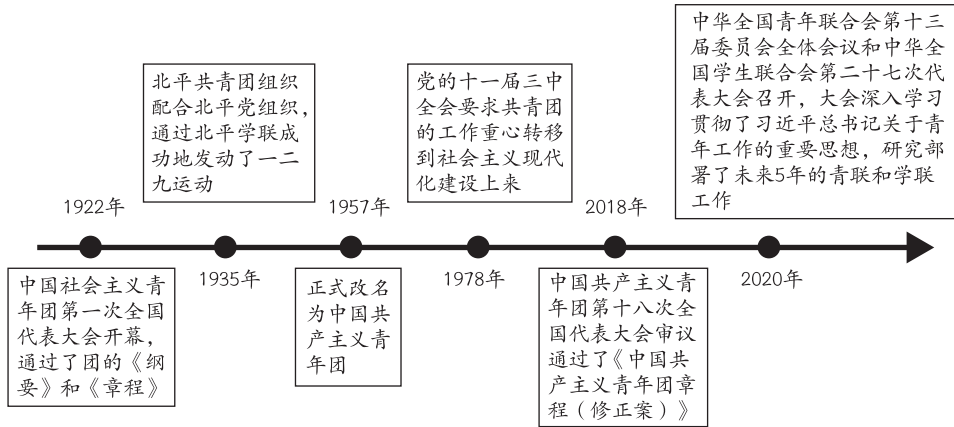 北平共青团组织
配合北平党组织，
通过北平学联成
功地发动了一二
九运动
党的十一届三中
全会要求共青团
的工作重心转移
到社会主义现代
化建设上来
中华全国青年联合会第十三
届委员会全体会议和中华全
国学生联合会第二十七次代
表大会召开，大会深入学习
贯彻了习近平总书记关于青
年工作的重要思想，研究部
署了未来5年的青联和学联
工作
1922年
1957年
2018年
1935年
1978年
2020年
中国社会主义青
年团第一次全国
代表大会开幕，
通过了团的《纲
要》和《章程》
正式改名
为中国共
产主义青
年团
中国共产主义青
年团第十八次全
国代表大会审议
通过了《中国共
产主义青年团章
程（修正案）》